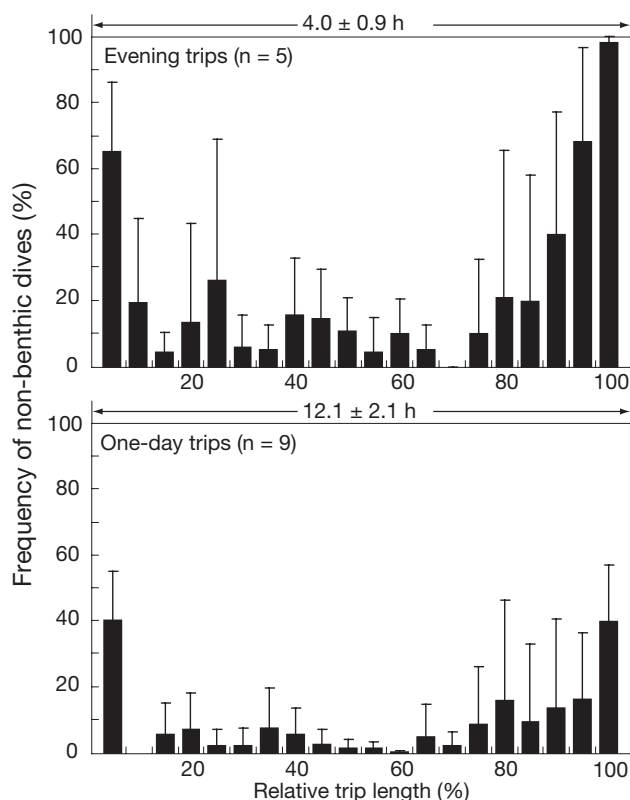 4.0 ± 0.9 h
Evening trips (n = 5)
100
80
60
40
20
0
20 40 60 80 100
12.1 ± 2.1 h
One-day trips (n = 9)
100
80
60
40
20
0
20 40 60 80 100
Relative trip length (%)
Frequency of non-benthic dives (%)